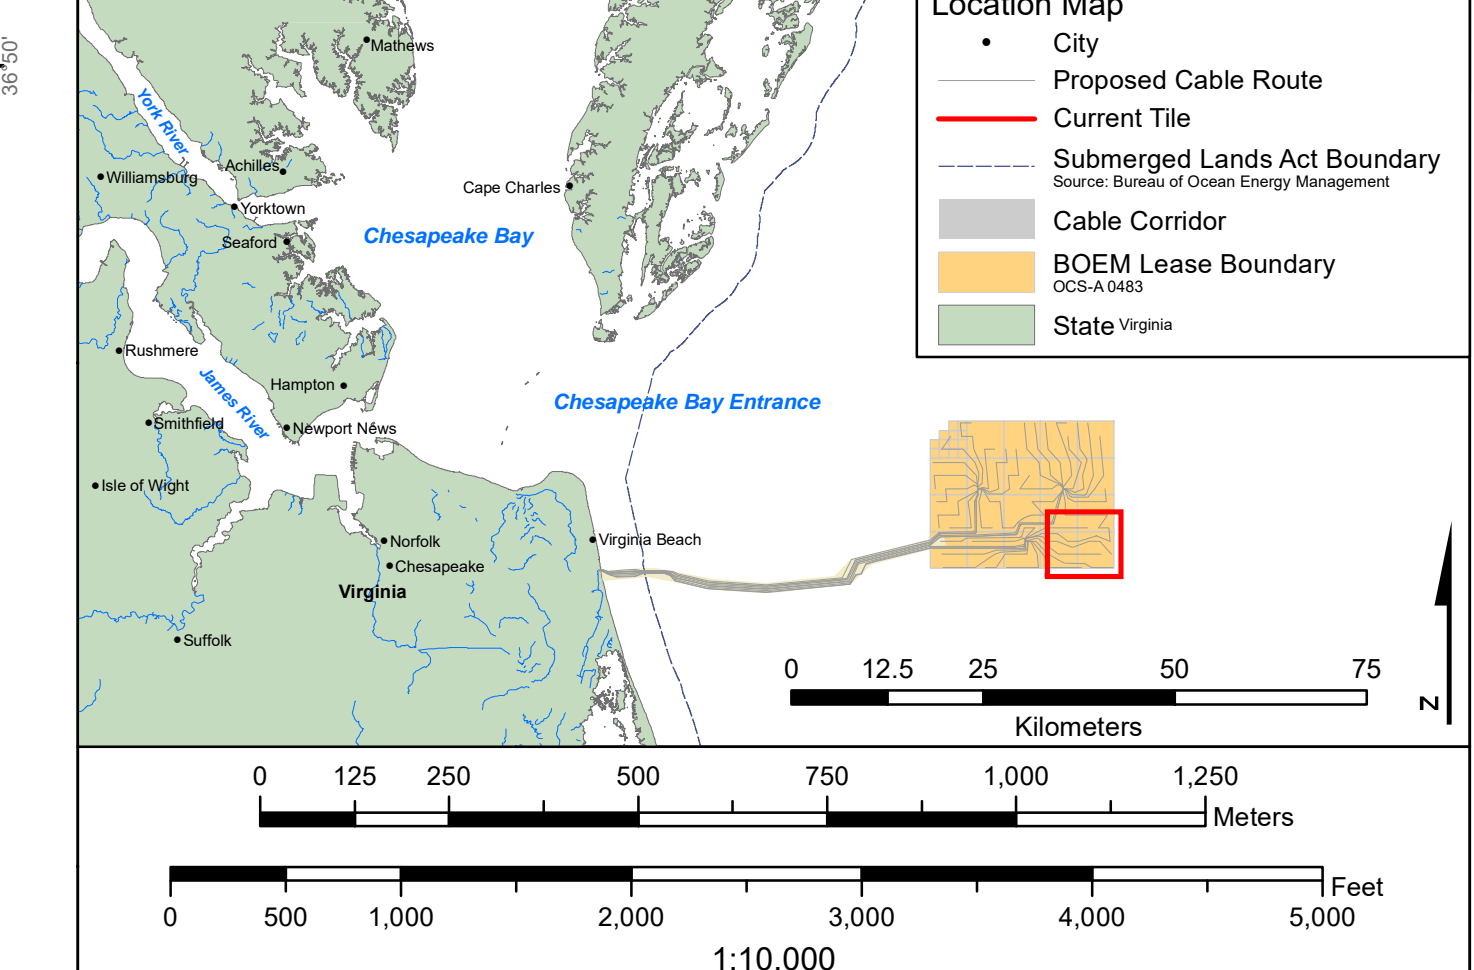 Location Map
City
Proposed Cable Route
Current Tile
Submerged Lands Act Boundary
Source: Bureau of Ocean Energy Management
Cable Corridor
BOEM Lease Boundary
OCS-A 0483
State Virginia
36°50'
Mathews
York River
Achilles
Williamsburg
Cape Charles
Yorktown
Chesapeake Bay
Seaford
Rushmere
James River
Hampton
Chesapeake Bay Entrance
Smithfield
Newport News
Isle of Wight
Norfolk
Virginia Beach
Chesapeake
Virginia
Suffolk
0 12.5 25 50 75
Kilometers
N
0 125 250 500 750 1,000 1,250
Meters
Feet
0 500 1,000 2,000 3,000 4,000 5,000
1:10,000